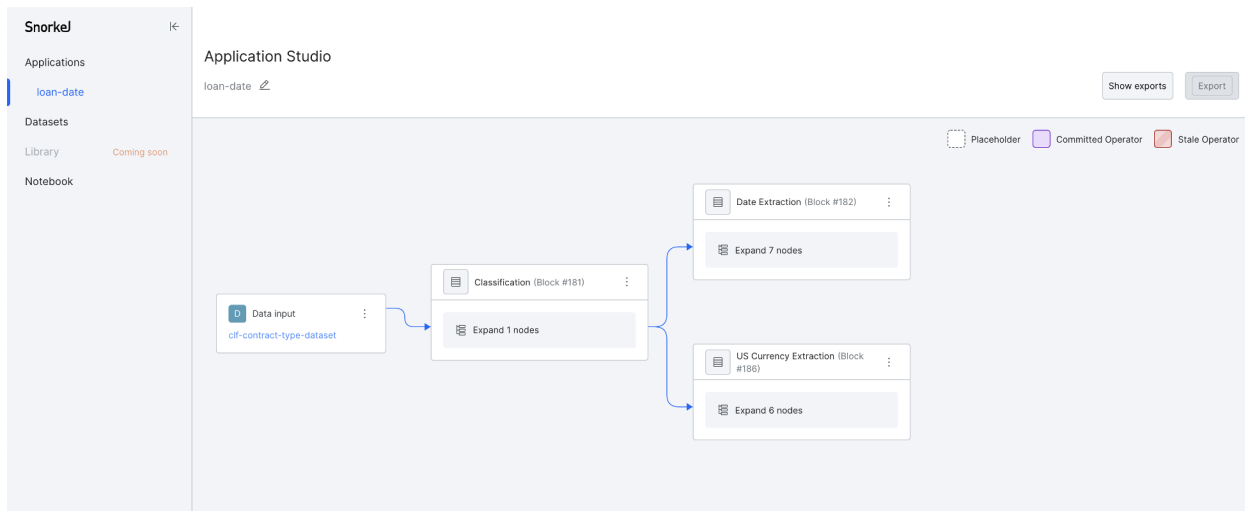 Snorkel
Applications
loan-date
Datasets
Library Coming soon
Notebook
Application Studio
loan-date
Show exports
Export
Placeholder
Committed Operator
Stale Operator
D Data input
clf-contract-type-dataset
Classification (Block #181)
Expand 1 nodes
Date Extraction (Block #182)
Expand 7 nodes
US Currency Extraction (Block
#186)
Expand 6 nodes